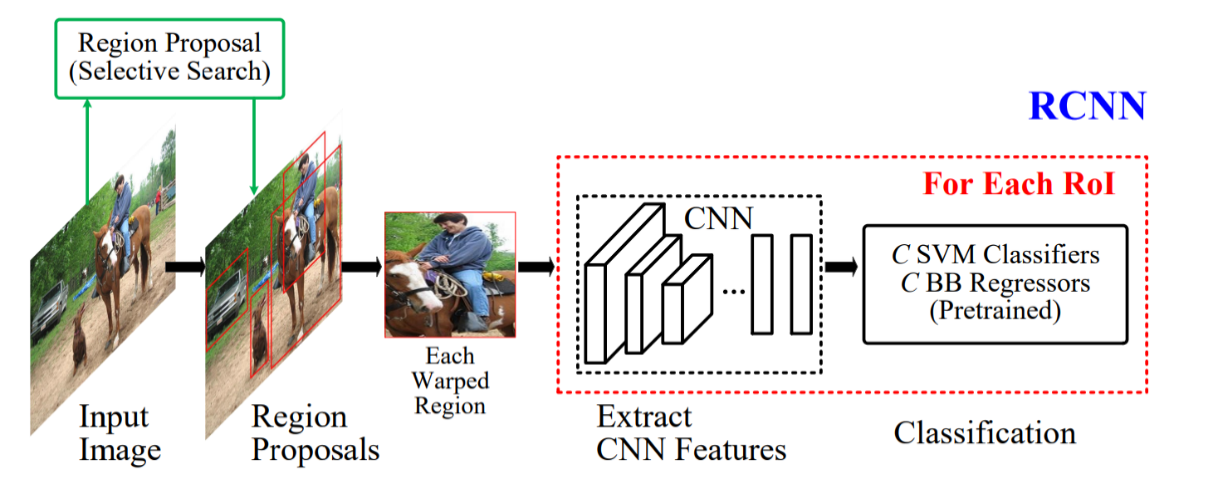 Region Proposal
(Selective Search)
RCNN
For Each RoI
CNN
...
C SVM Classifiers
C BB Regressors
(Pretrained)
Each
Warped
Region
Input
Image
Region
Proposals
Extract
CNN Features
Classification